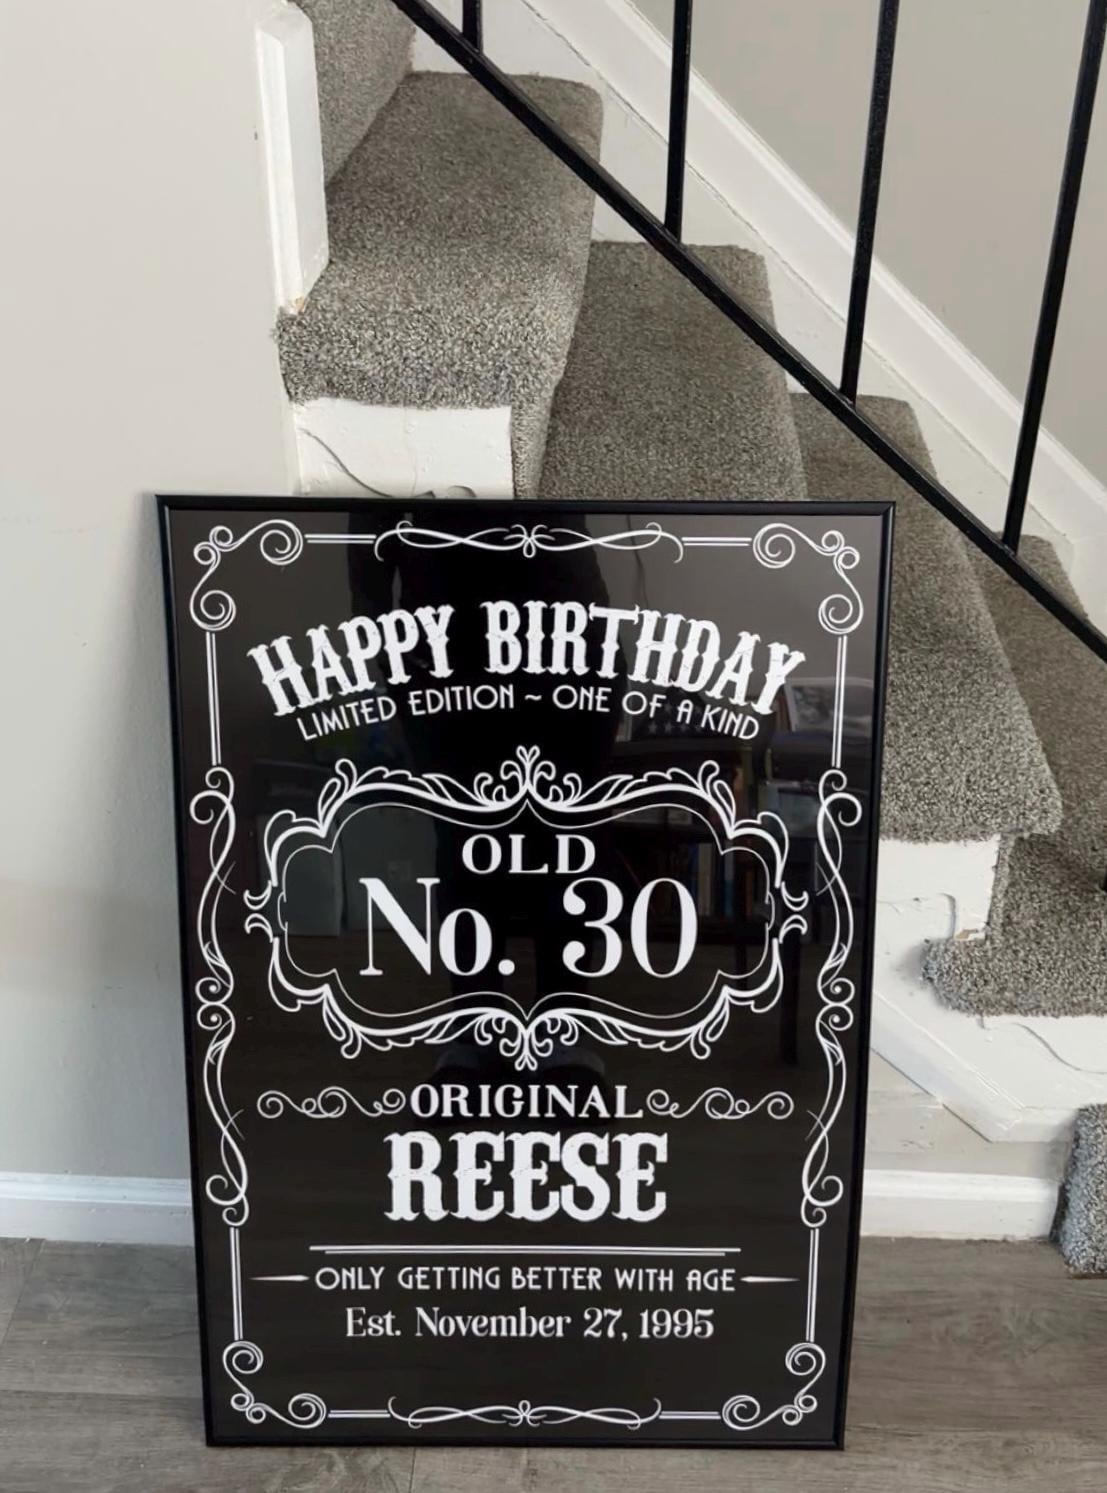 HAPPY BIRTHDAY
LIMITED EDITION ~ ONE OF A KIND
OLD
No. 30
ORIGINAL
REESE
ONLY GETTING BETTER WITH AGE
Est. November 27, 1995